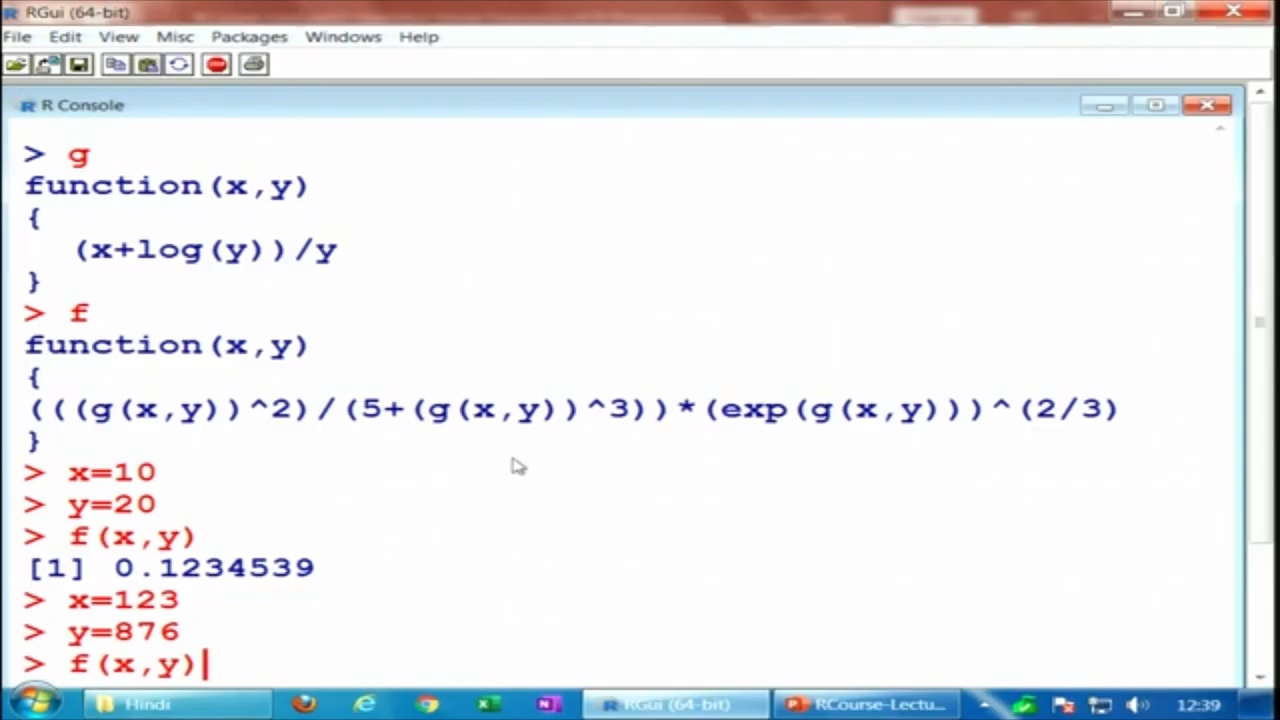 RGui (64-bit)
File Edit View Misc Packages Windows Help
R Console
> g
function(x,y)
{
(x+log(y))/y
}
> f
function(x,y)
{
(((g(x,y))^2)/(5+(g(x,y))^3))*(exp(g(x,y)))^(2/3)
}
> x=10
> y=20
> f(x,y)
[1] 0.1234539
> x=123
> y=876
> f(x,y)
Hindi RGui (64-bit) RCourse-Lectu... 12:39